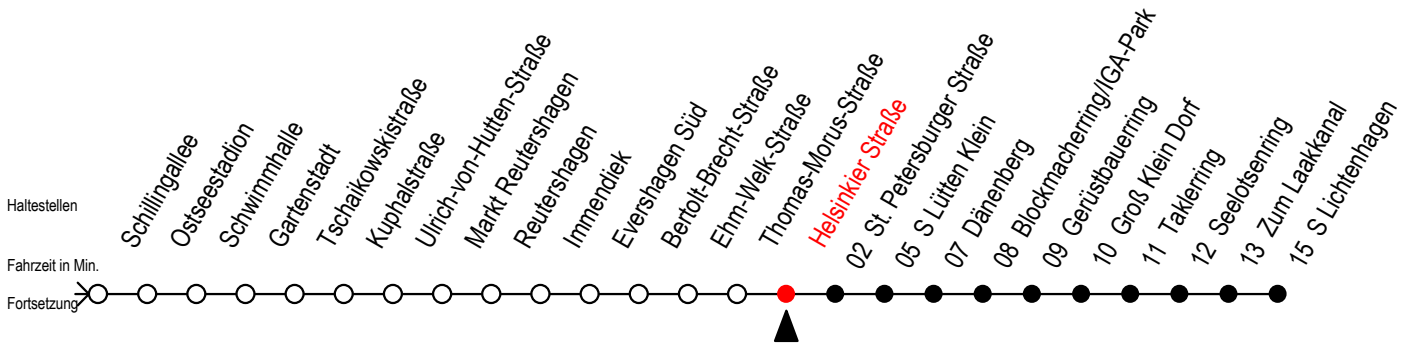 Haltestellen
Fahrzeit in Min.
Fortsetzung
Schillingallee
Ostseestadion
Schwimmhalle
Gartenstadt
Tschaikowskistraße
Kuphalstraße
Ulrich-von-Hutten-Straße
Markt Reutershagen
Reutershagen
Immendiek
Evershagen Süd
Bertolt-Brecht-Straße
Ehm-Welk-Straße
Thomas-Morus-Straße
Helsinkier Straße
02 St. Petersburger Straße
05 S Lütten Klein
07 Dänenberg
08 Blockmacherring/IGA-Park
09 Gerüstbauerring
10 Groß Klein Dorf
11 Taklerring
12 Seelotsenring
13 Zum Laakkanal
15 S Lichtenhagen